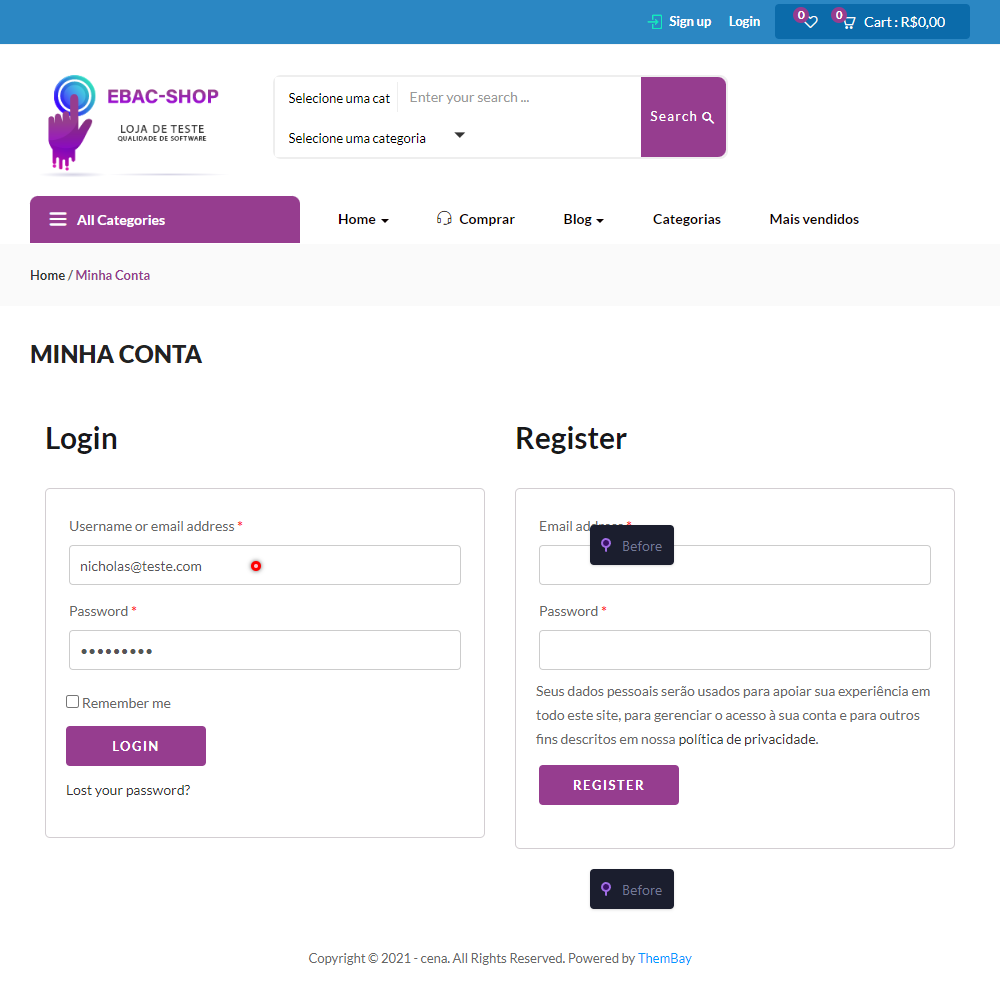 Sign up Login 0 0 Cart : R$0,00
EBAC-SHOP
LOJA DE TESTE
QUALIDADE DE SOFTWARE
Selecione uma cat Enter your search ...
Selecione uma categoria
Search
All Categories Home Comprar Blog Categorias Mais vendidos
Home / Minha Conta
MINHA CONTA
Login
Username or email address *
nicholas@teste.com
Password *
•••••••••
Remember me
LOGIN
Lost your password?
Register
Email address *
Before
Password *
Seus dados pessoais serão usados para apoiar sua experiência em
todo este site, para gerenciar o acesso à sua conta e para outros
fins descritos em nossa política de privacidade.
REGISTER
Before
Copyright © 2021 - cena. All Rights Reserved. Powered by ThemBay